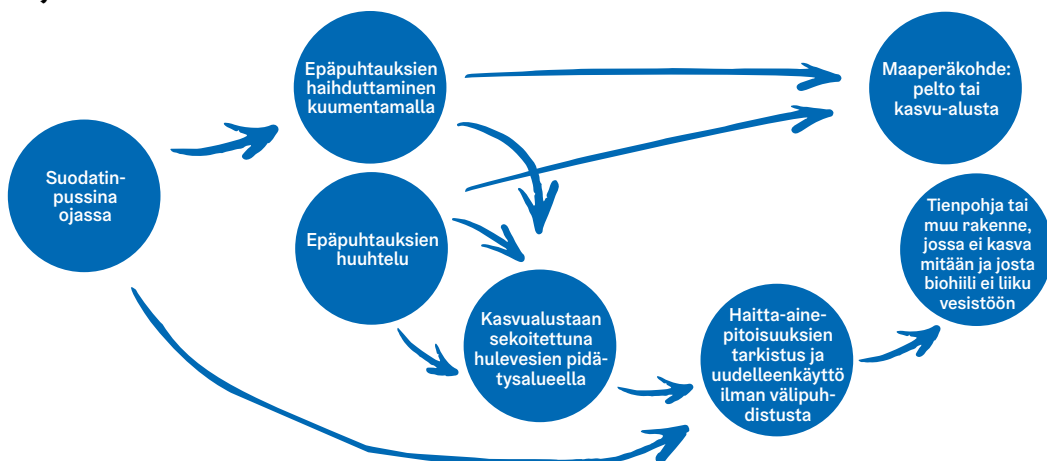 Suodatin-
pussina
ojassa
Epäpuhtauksien
haihduttaminen
kuumentamalla
Epäpuhtauksien
huuhtelu
Kasvualustaan
sekoitettuna
hulevesien pidä-
tysalueella
Haitta-aine-
pitoisuuksien
tarkistus ja
uudelleenkäyttö
ilman välipuh-
distusta
Maaperäkohde:
pelto tai
kasvu-alusta
Tienpohja tai
muu rakenne,
jossa ei kasva
mitään ja josta
biohiili ei liiku
vesistöön